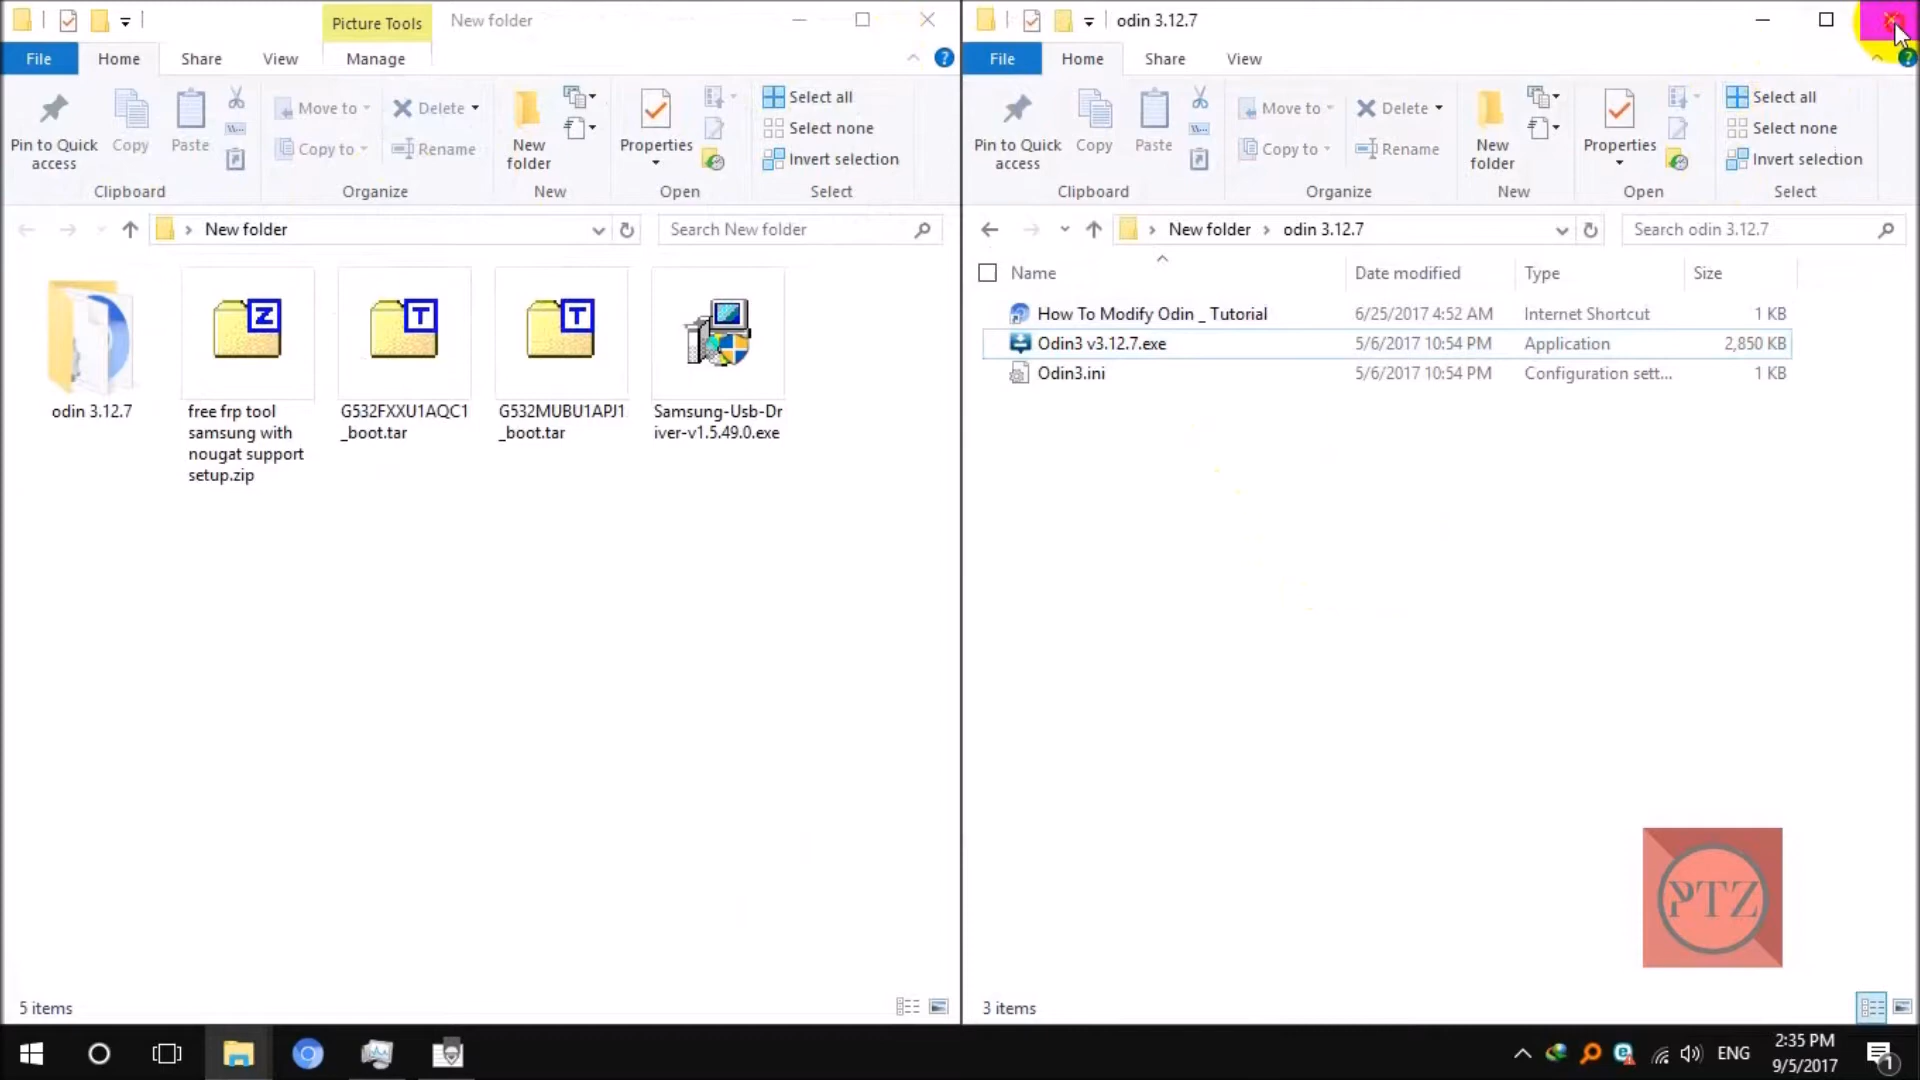 Picture Tools
New folder
File
Home
Share
View
Manage
Pin to Quick
access
Copy
Paste
Clipboard
Move to
Copy to
Delete
Rename
Organize
New
folder
New
Properties
Open
Select all
Select none
Invert selection
Select
New folder
Search New folder
odin 3.12.7
free frp tool
samsung with
nougat support
setup.zip
G532FXXU1AQC1
_boot.tar
G532MUBU1APJ1
_boot.tar
Samsung-Usb-Dr
iver-v1.5.49.0.exe
5 items
odin 3.12.7
File
Home
Share
View
Pin to Quick
access
Copy
Paste
Clipboard
Move to
Copy to
Delete
Rename
Organize
New
folder
New
Properties
Open
Select all
Select none
Invert selection
Select
New folder > odin 3.12.7
Search odin 3.12.7
Name Date modified Type Size
How To Modify Odin _ Tutorial 6/25/2017 4:52 AM Internet Shortcut 1 KB
Odin3 v3.12.7.exe 5/6/2017 10:54 PM Application 2,850 KB
Odin3.ini 5/6/2017 10:54 PM Configuration sett... 1 KB
PTZ
3 items
ENG
2:35 PM
9/5/2017
1